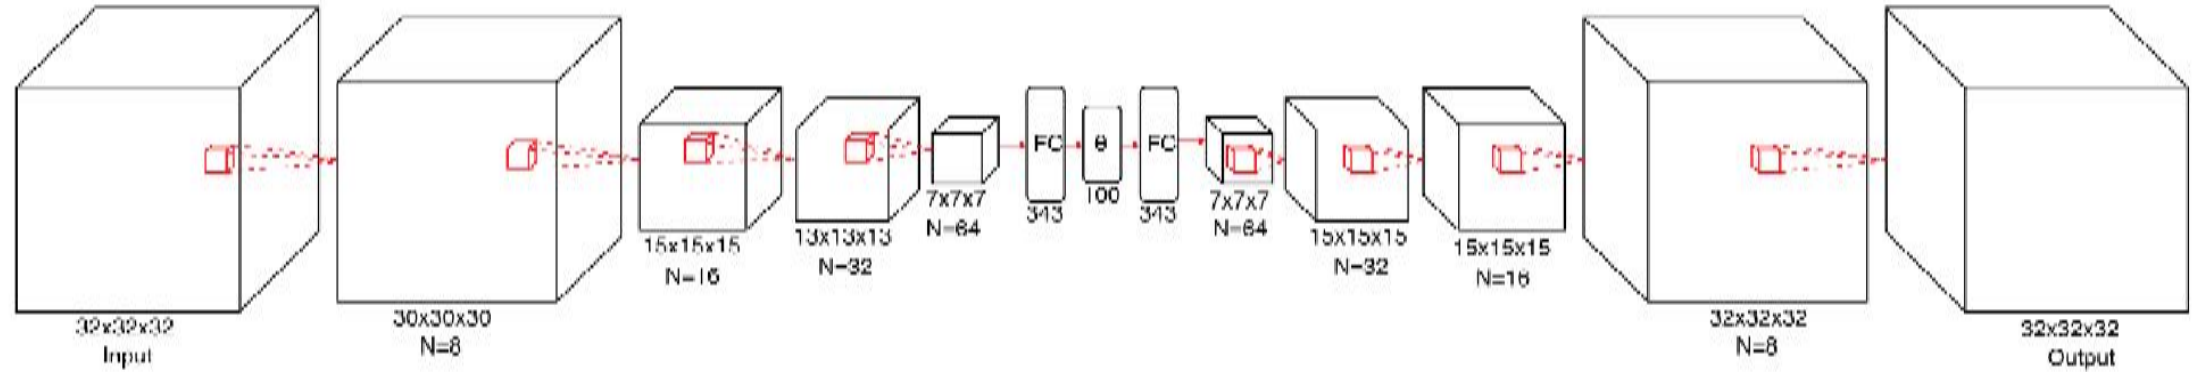 32x32x32
Input
30x30x30
N=8
15x15x15
N=16
13x13x13
N=32
7x7x7
N=64
FC
343
θ
100
FC
343
7x7x7
N=64
15x15x15
N=32
15x15x15
N=16
32x32x32
N=8
32x32x32
Output